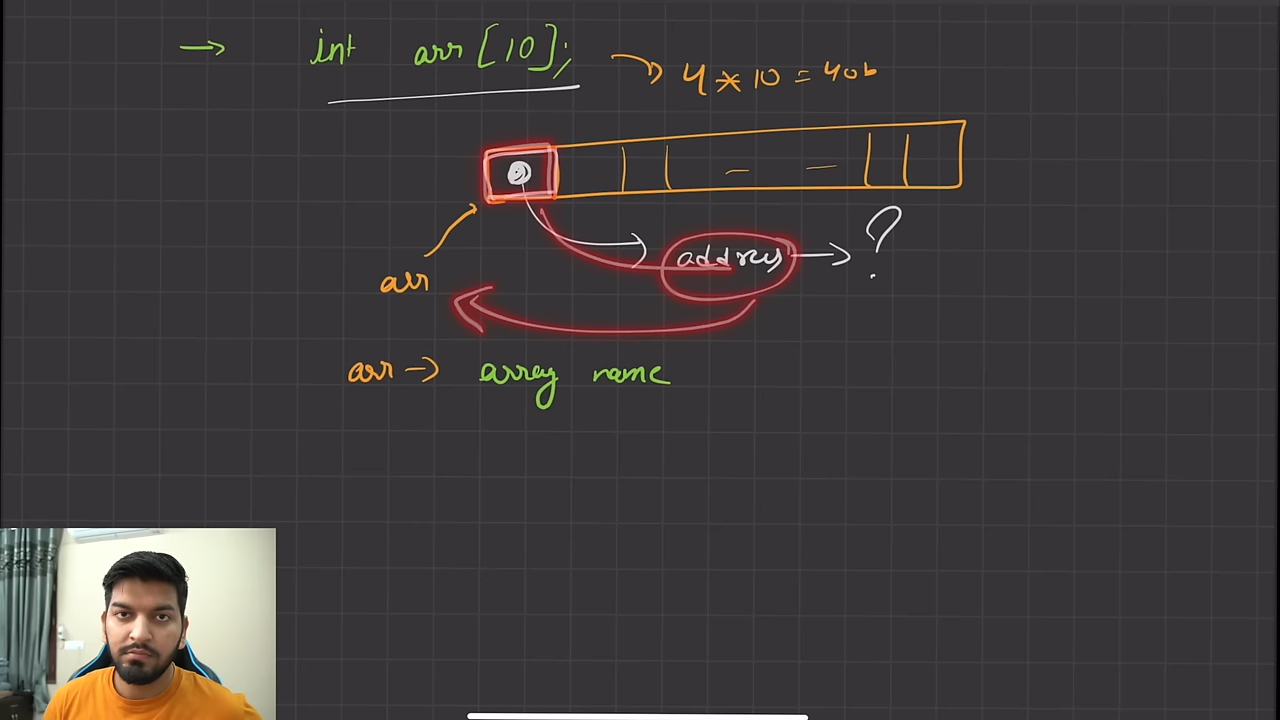 → int arr[10];
→ 4 * 10 = 40b
address → ?
arr
arr → array name